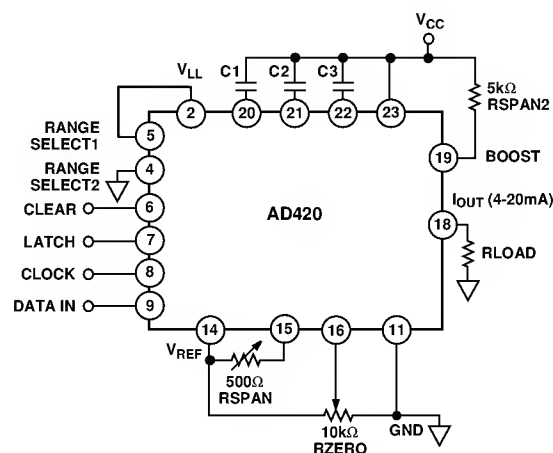 VCC
C1 C2 C3
VLL
5kΩ
RSPAN2
2 20 21 22 23
RANGE
SELECT1
5
19 BOOST
RANGE
SELECT2
4
IOUT (4-20mA)
CLEAR 6
AD420
18
LATCH 7
RLOAD
CLOCK 8
DATA IN 9
14 15 16 11
VREF
500Ω
RSPAN
10kΩ
RZERO
GND